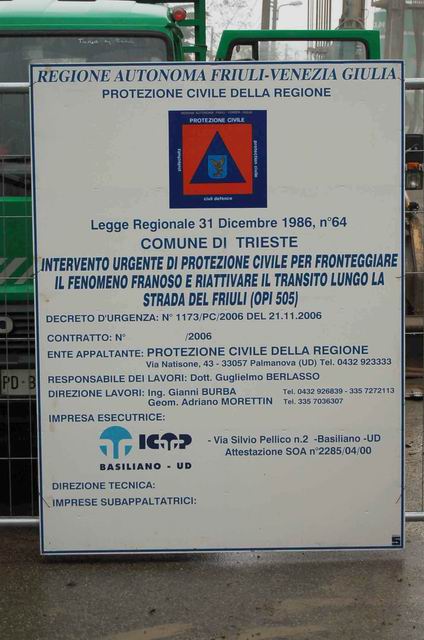 REGIONE AUTONOMA FRIULI-VENEZIA GIULIA
PROTEZIONE CIVILE DELLA REGIONE
PROTEZIONE CIVILE
protection civile
civil defence
Legge Regionale 31 Dicembre 1986, n°64
COMUNE DI TRIESTE
INTERVENTO URGENTE DI PROTEZIONE CIVILE PER FRONTEGGIARE
IL FENOMENO FRANOSO E RIATTIVARE IL TRANSITO LUNGO LA
STRADA DEL FRIULI (OPI 505)
DECRETO D'URGENZA: N° 1173/PC/2006 DEL 21.11.2006
CONTRATTO: N° /2006
ENTE APPALTANTE: PROTEZIONE CIVILE DELLA REGIONE
Via Natisone, 43 - 33057 Palmanova (UD) Tel. 0432 923333
RESPONSABILE DEI LAVORI: Dott. Guglielmo BERLASSO
DIREZIONE LAVORI: Ing. Gianni BURBA Tel. 0432 926839 - 335 7272113
Geom. Adriano MORETTIN Tel. 335 7036307
IMPRESA ESECUTRICE:
ICOP - Via Silvio Pellico n.2 -Basiliano -UD
BASILIANO - UD Attestazione SOA n°2285/04/00
DIREZIONE TECNICA:
IMPRESE SUBAPPALTATRICI:
PD-B